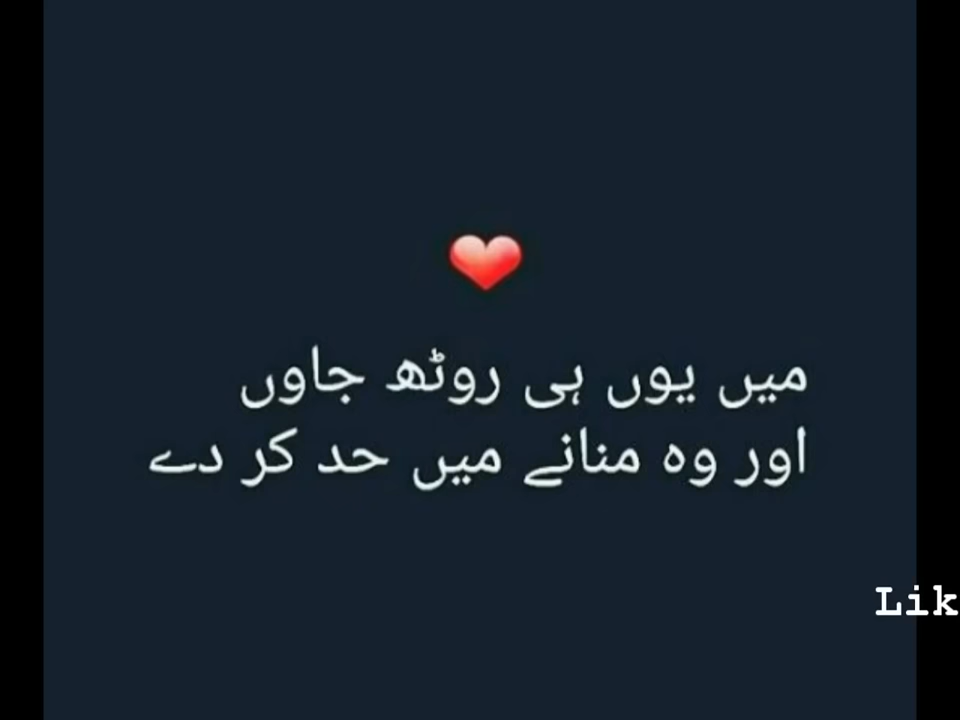 ❤
میں یوں ہی روٹھ جاوں
اور وہ منانے میں حد کر دے
Lik